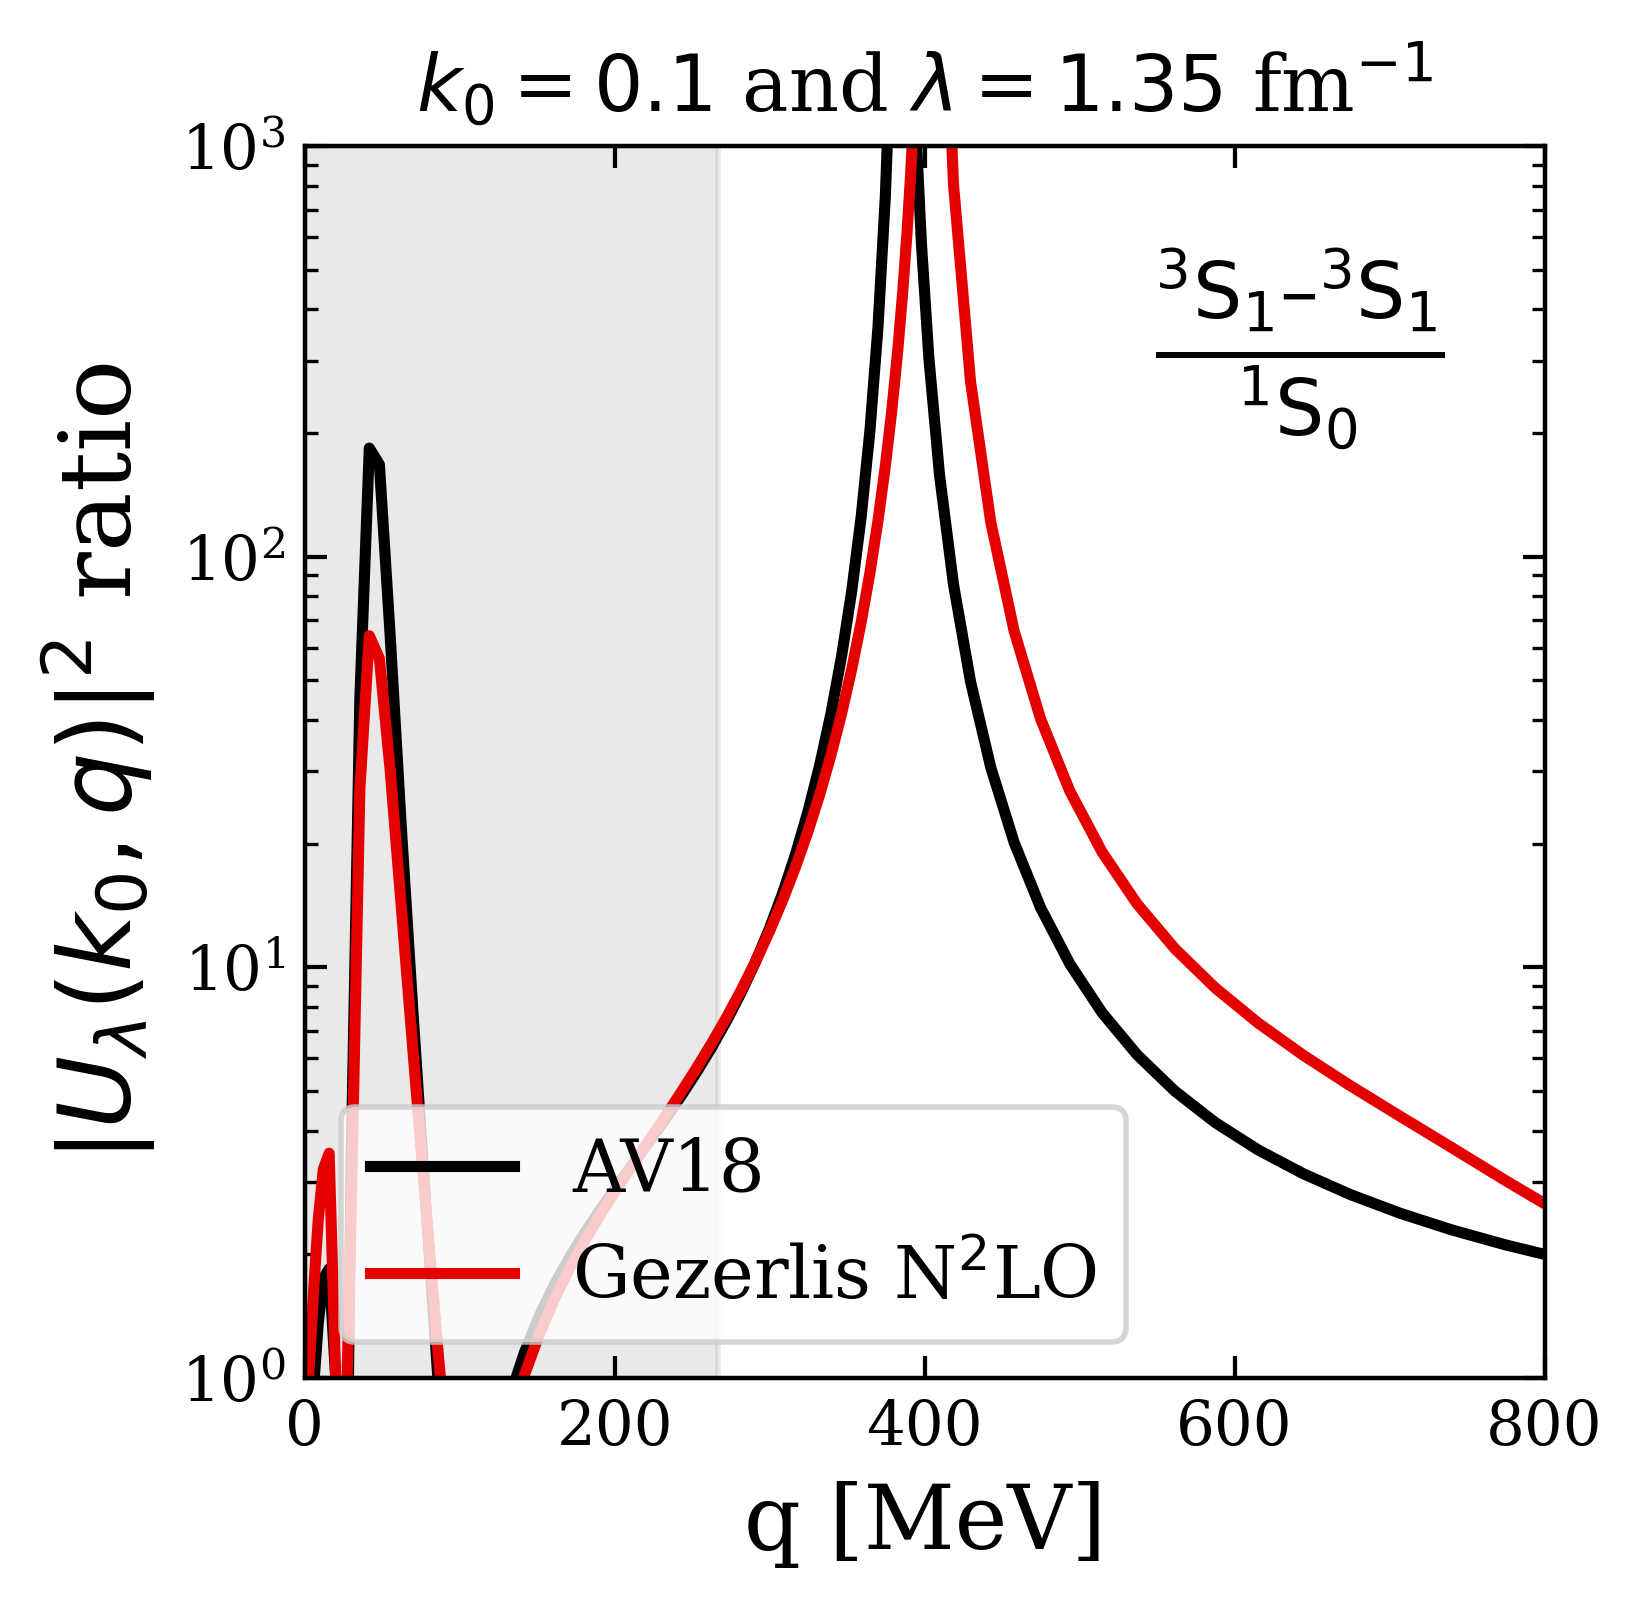 k₀ = 0.1 and λ = 1.35 fm⁻¹
|U_λ(k₀, q)|² ratio
10³
10²
10¹
10⁰
³S₁–³S₁
¹S₀
AV18
Gezerlis N²LO
0 200 400 600 800
q [MeV]